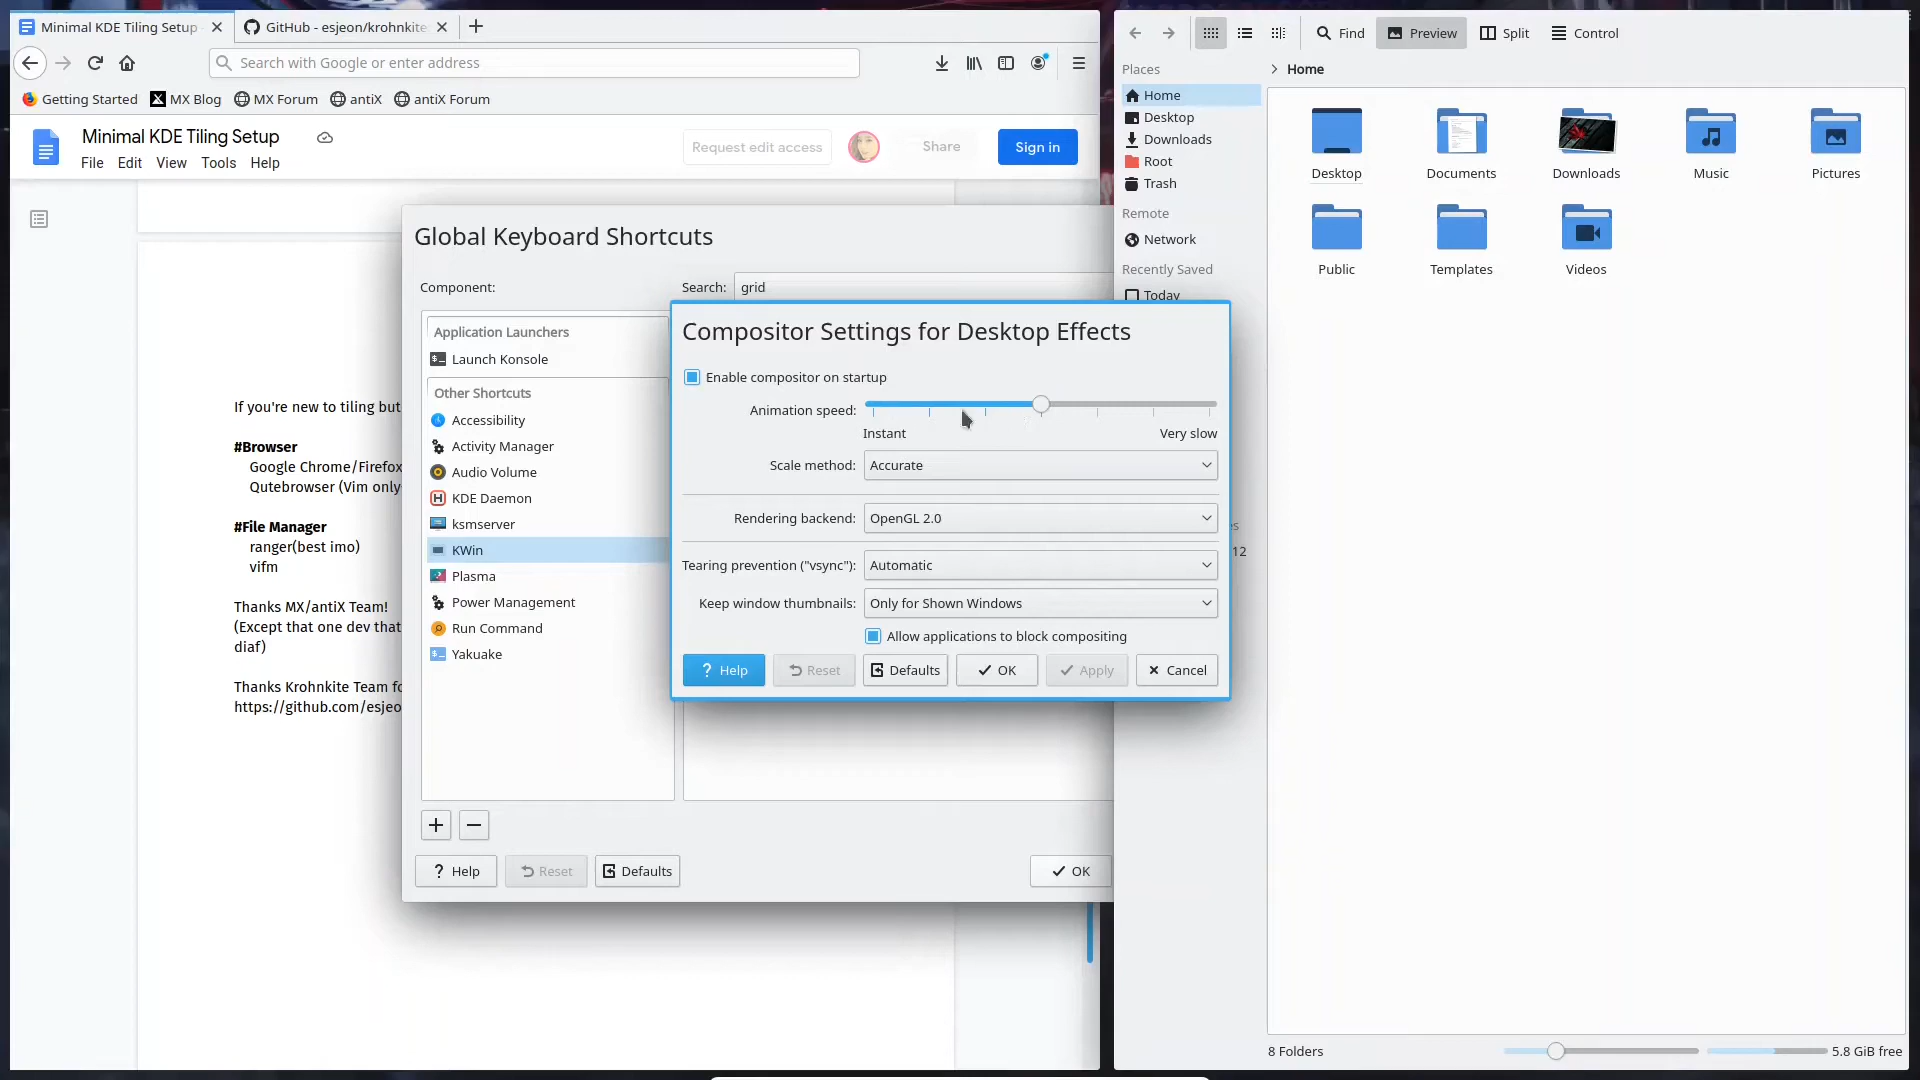 Minimal KDE Tiling Setup
GitHub - esjeon/krohnkite
Search with Google or enter address
Getting Started
MX Blog
MX Forum
antiX
antiX Forum
Minimal KDE Tiling Setup
File Edit View Tools Help
Request edit access
Share
Sign in
If you're new to tiling but
#Browser
Google Chrome/Firefox
Qutebrowser (Vim only
#File Manager
ranger(best imo)
vifm
Thanks MX/antiX Team!
(Except that one dev that
diaf)
Thanks Krohnkite Team fo
https://github.com/esjeo
Global Keyboard Shortcuts
Component:
Search: grid
Application Launchers
Launch Konsole
Other Shortcuts
Accessibility
Activity Manager
Audio Volume
KDE Daemon
ksmserver
KWin
Plasma
Power Management
Run Command
Yakuake
Help
Reset
Defaults
OK
Compositor Settings for Desktop Effects
Enable compositor on startup
Animation speed:
Instant Very slow
Scale method: Accurate
Rendering backend: OpenGL 2.0
Tearing prevention ("vsync"): Automatic
Keep window thumbnails: Only for Shown Windows
Allow applications to block compositing
? Help
Reset
Defaults
OK
Apply
Cancel
Find
Preview
Split
Control
Places
Home
Desktop
Downloads
Root
Trash
Remote
Network
Recently Saved
Today
es
12
> Home
Desktop
Documents
Downloads
Music
Pictures
Public
Templates
Videos
8 Folders
5.8 GiB free